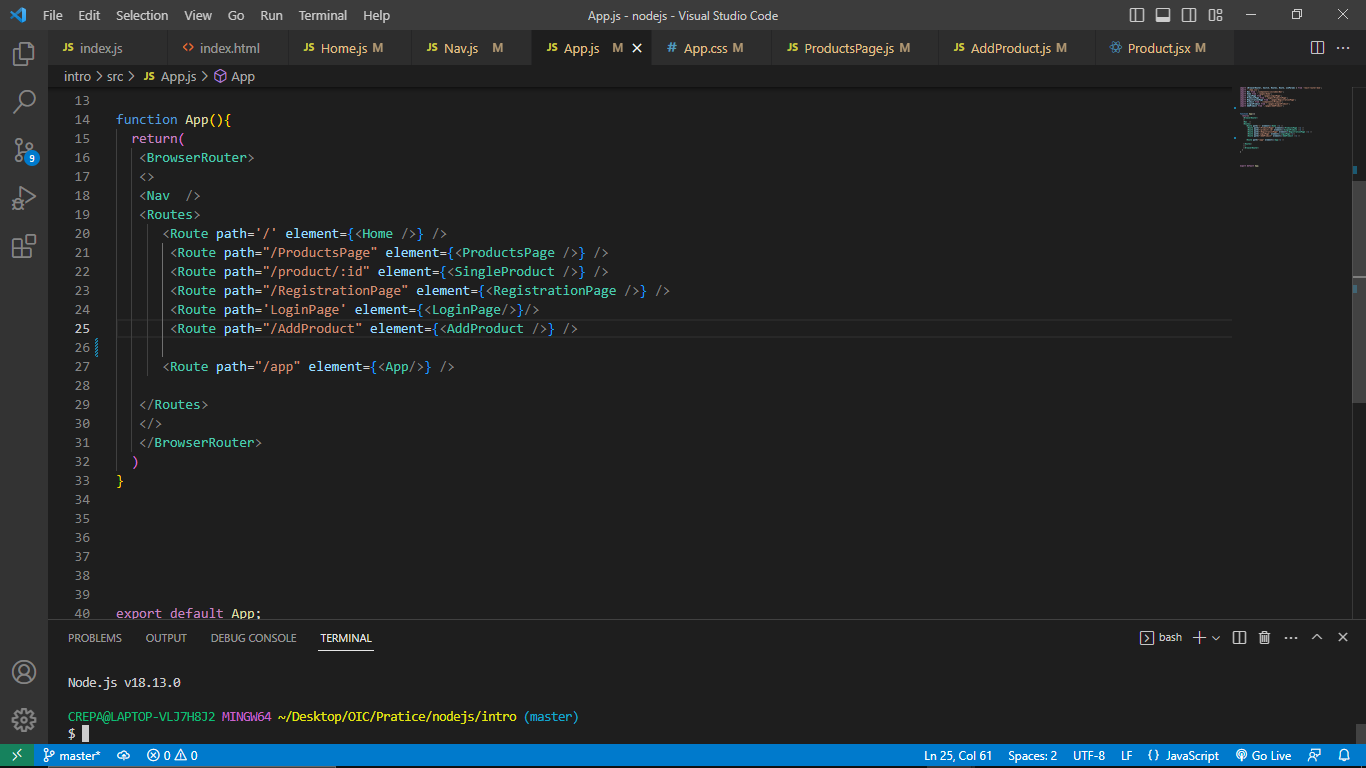 File Edit Selection View Go Run Terminal Help App.js - nodejs - Visual Studio Code
JS index.js <> index.html JS Home.js M JS Nav.js M JS App.js M # App.css M JS ProductsPage.js M JS AddProduct.js M Product.jsx M
intro > src > JS App.js > App
13
14 function App(){
15 return(
16 <BrowserRouter>
17 <>
18 <Nav />
19 <Routes>
20 <Route path='/' element={<Home />} />
21 <Route path="/ProductsPage" element={<ProductsPage />} />
22 <Route path="/product/:id" element={<SingleProduct />} />
23 <Route path="/RegistrationPage" element={<RegistrationPage />} />
24 <Route path='LoginPage' element={<LoginPage/>}/>
25 <Route path="/AddProduct" element={<AddProduct />} />
26
27 <Route path="/app" element={<App/>} />
28
29 </Routes>
30 </>
31 </BrowserRouter>
32 )
33 }
34
35
36
37
38
39
40 export default App;
PROBLEMS OUTPUT DEBUG CONSOLE TERMINAL bash
Node.js v18.13.0
CREPA@LAPTOP-VLJ7H8J2 MINGW64 ~/Desktop/OIC/Pratice/nodejs/intro (master)
$
9
master* 0 0 Ln 25, Col 61 Spaces: 2 UTF-8 LF {} JavaScript Go Live